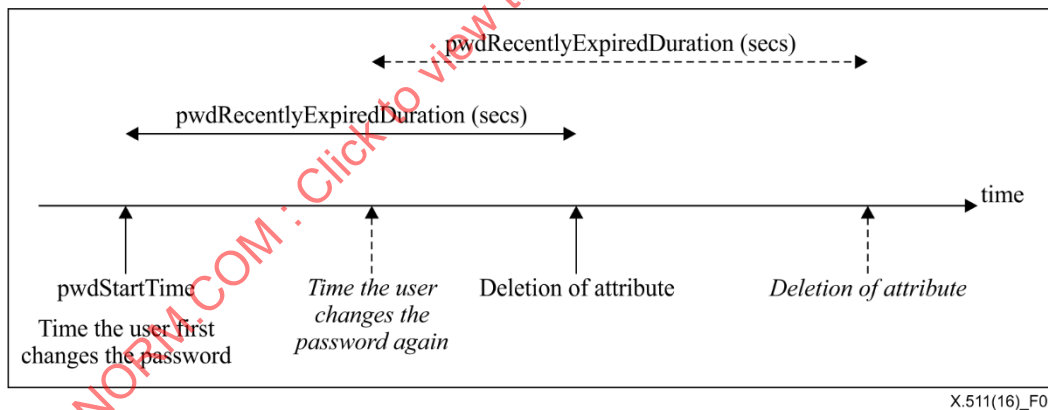 pwdRecentlyExpiredDuration (secs)
pwdRecentlyExpiredDuration (secs)
time
pwdStartTime
Time the user first
changes the password
Time the user
changes the
password again
Deletion of attribute
Deletion of attribute
X.511(16)_F0
NORM.COM : Click to view t